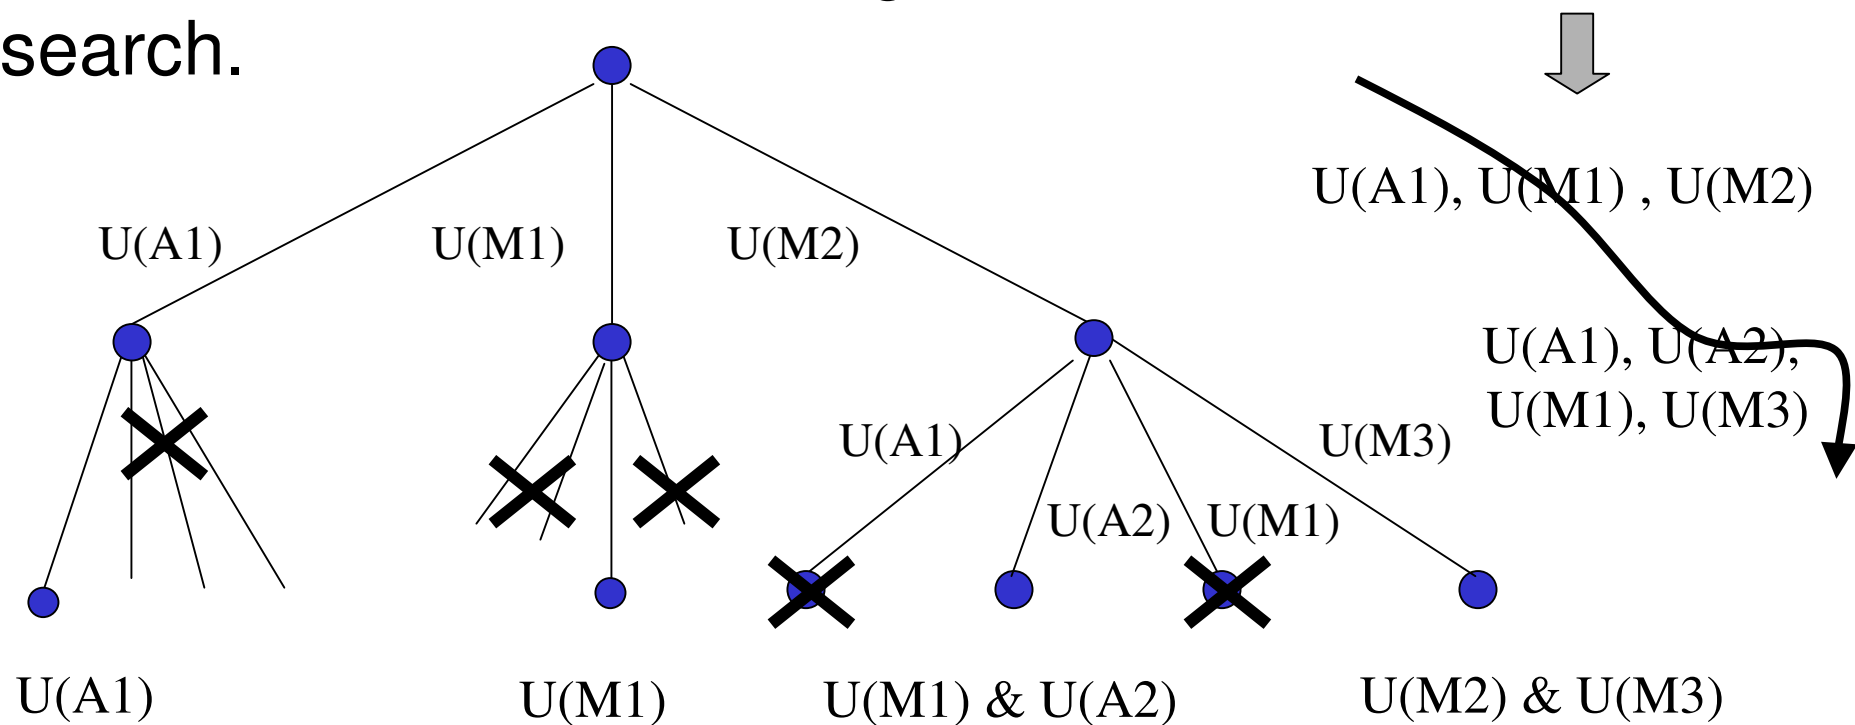 search.
U(A1), U(M1) , U(M2)
U(A1)
U(M1)
U(M2)
U(A1), U(A2),
U(M1), U(M3)
U(A1)
U(M3)
U(A2)
U(M1)
U(A1)
U(M1)
U(M1) & U(A2)
U(M2) & U(M3)